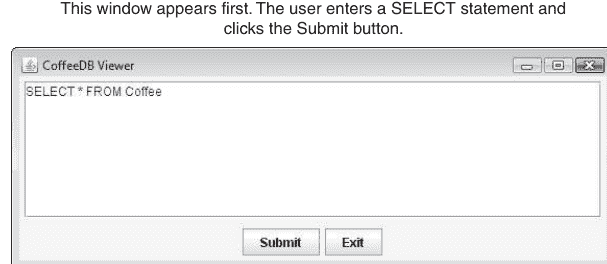 This window appears first. The user enters a SELECT statement and
clicks the Submit button.
CoffeeDB Viewer
SELECT * FROM Coffee
Submit Exit